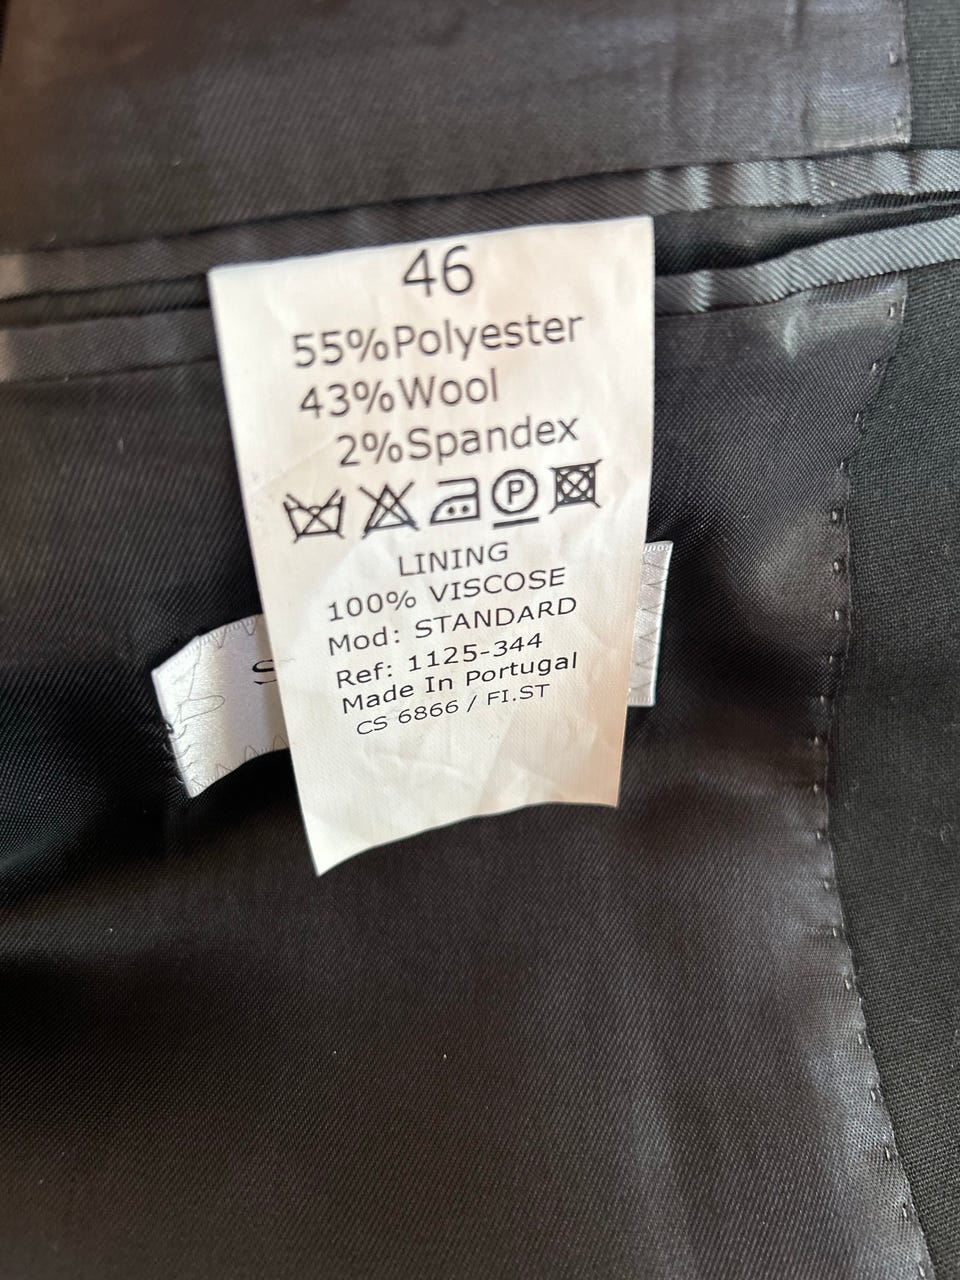 46
55%Polyester
43%Wool
2%Spandex
P
LINING
100% VISCOSE
Mod: STANDARD
Ref: 1125-344
Made In Portugal
CS 6866 / FI.ST